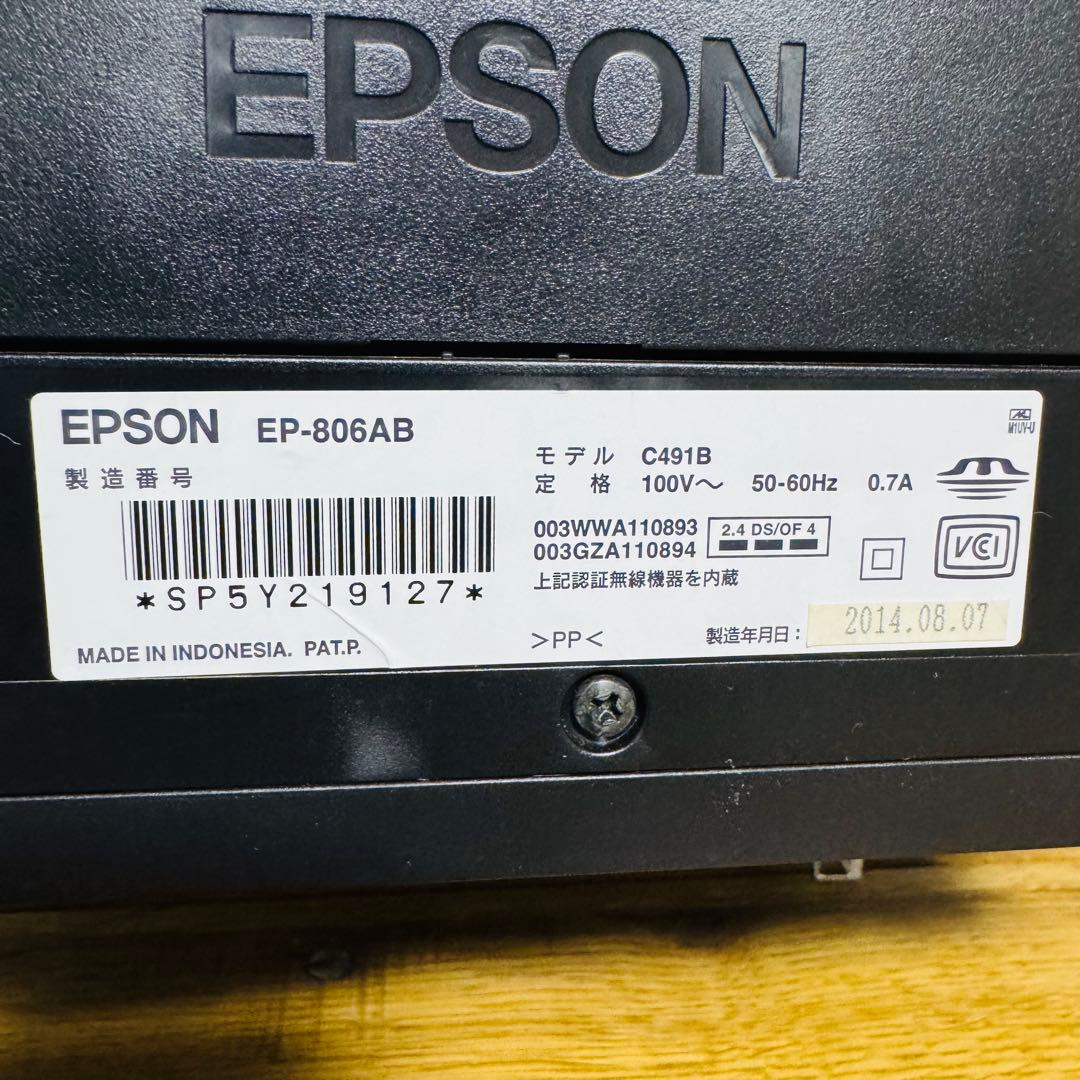 EPSON
EPSON EP-806AB
製造番号
*SP5Y219127*
MADE IN INDONESIA. PAT.P.
モデル C491B
定 格 100V～ 50-60Hz 0.7A
003WWA110893
003GZA110894
2.4 DS/OF 4
上記認証無線機器を内蔵
>PP<
製造年月日：2014.08.07
M1UV-U
VCCI